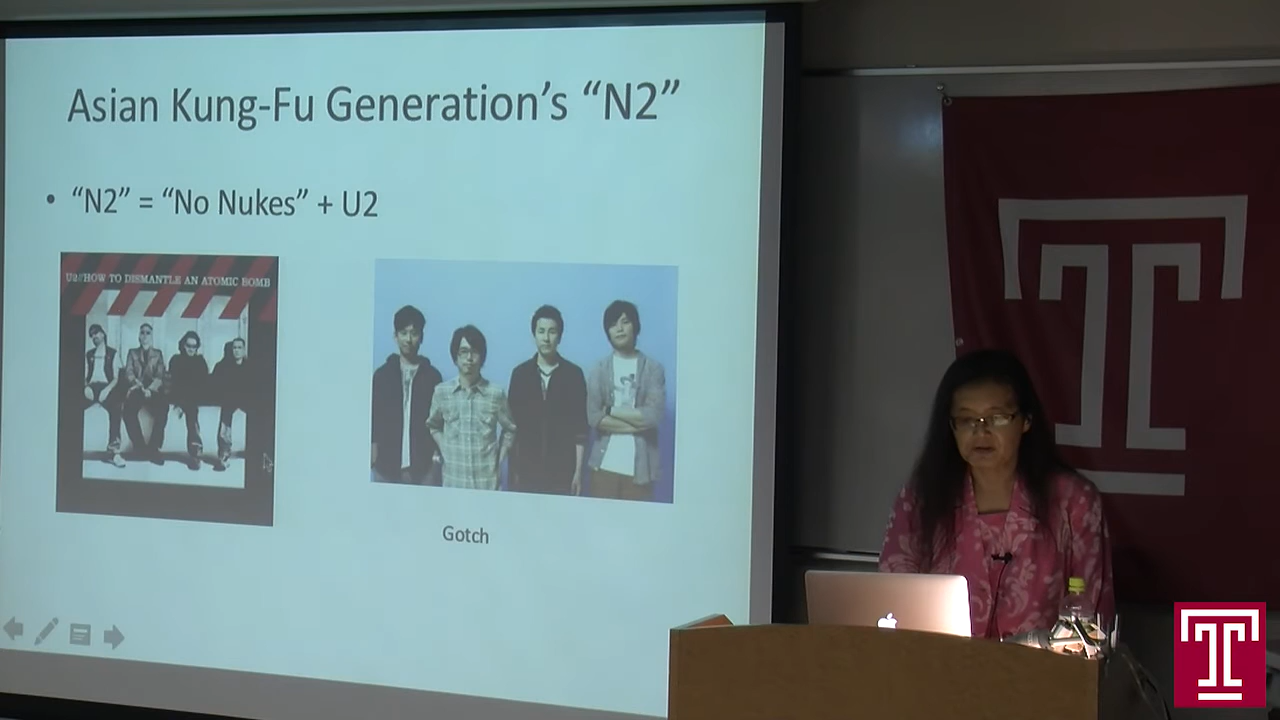 Asian Kung-Fu Generation’s “N2”
• “N2” = “No Nukes” + U2
U2//HOW TO DISMANTLE AN ATOMIC BOMB
Gotch
T
T